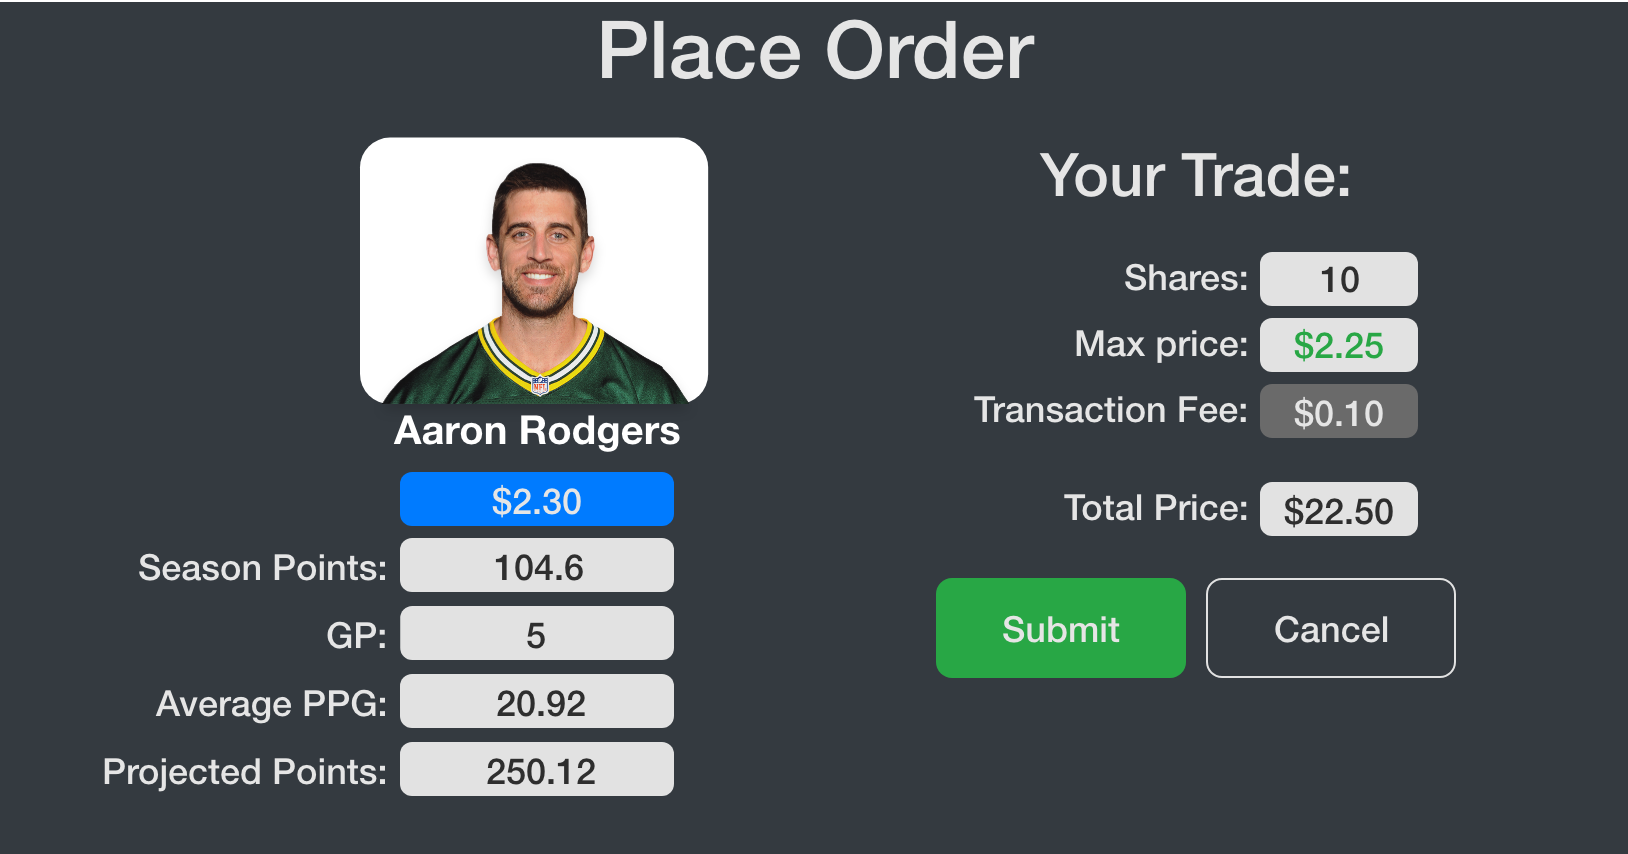 Place Order
NFL
Aaron Rodgers
$2.30
Season Points: 104.6
GP: 5
Average PPG: 20.92
Projected Points: 250.12
Your Trade:
Shares: 10
Max price: $2.25
Transaction Fee: $0.10
Total Price: $22.50
Submit Cancel